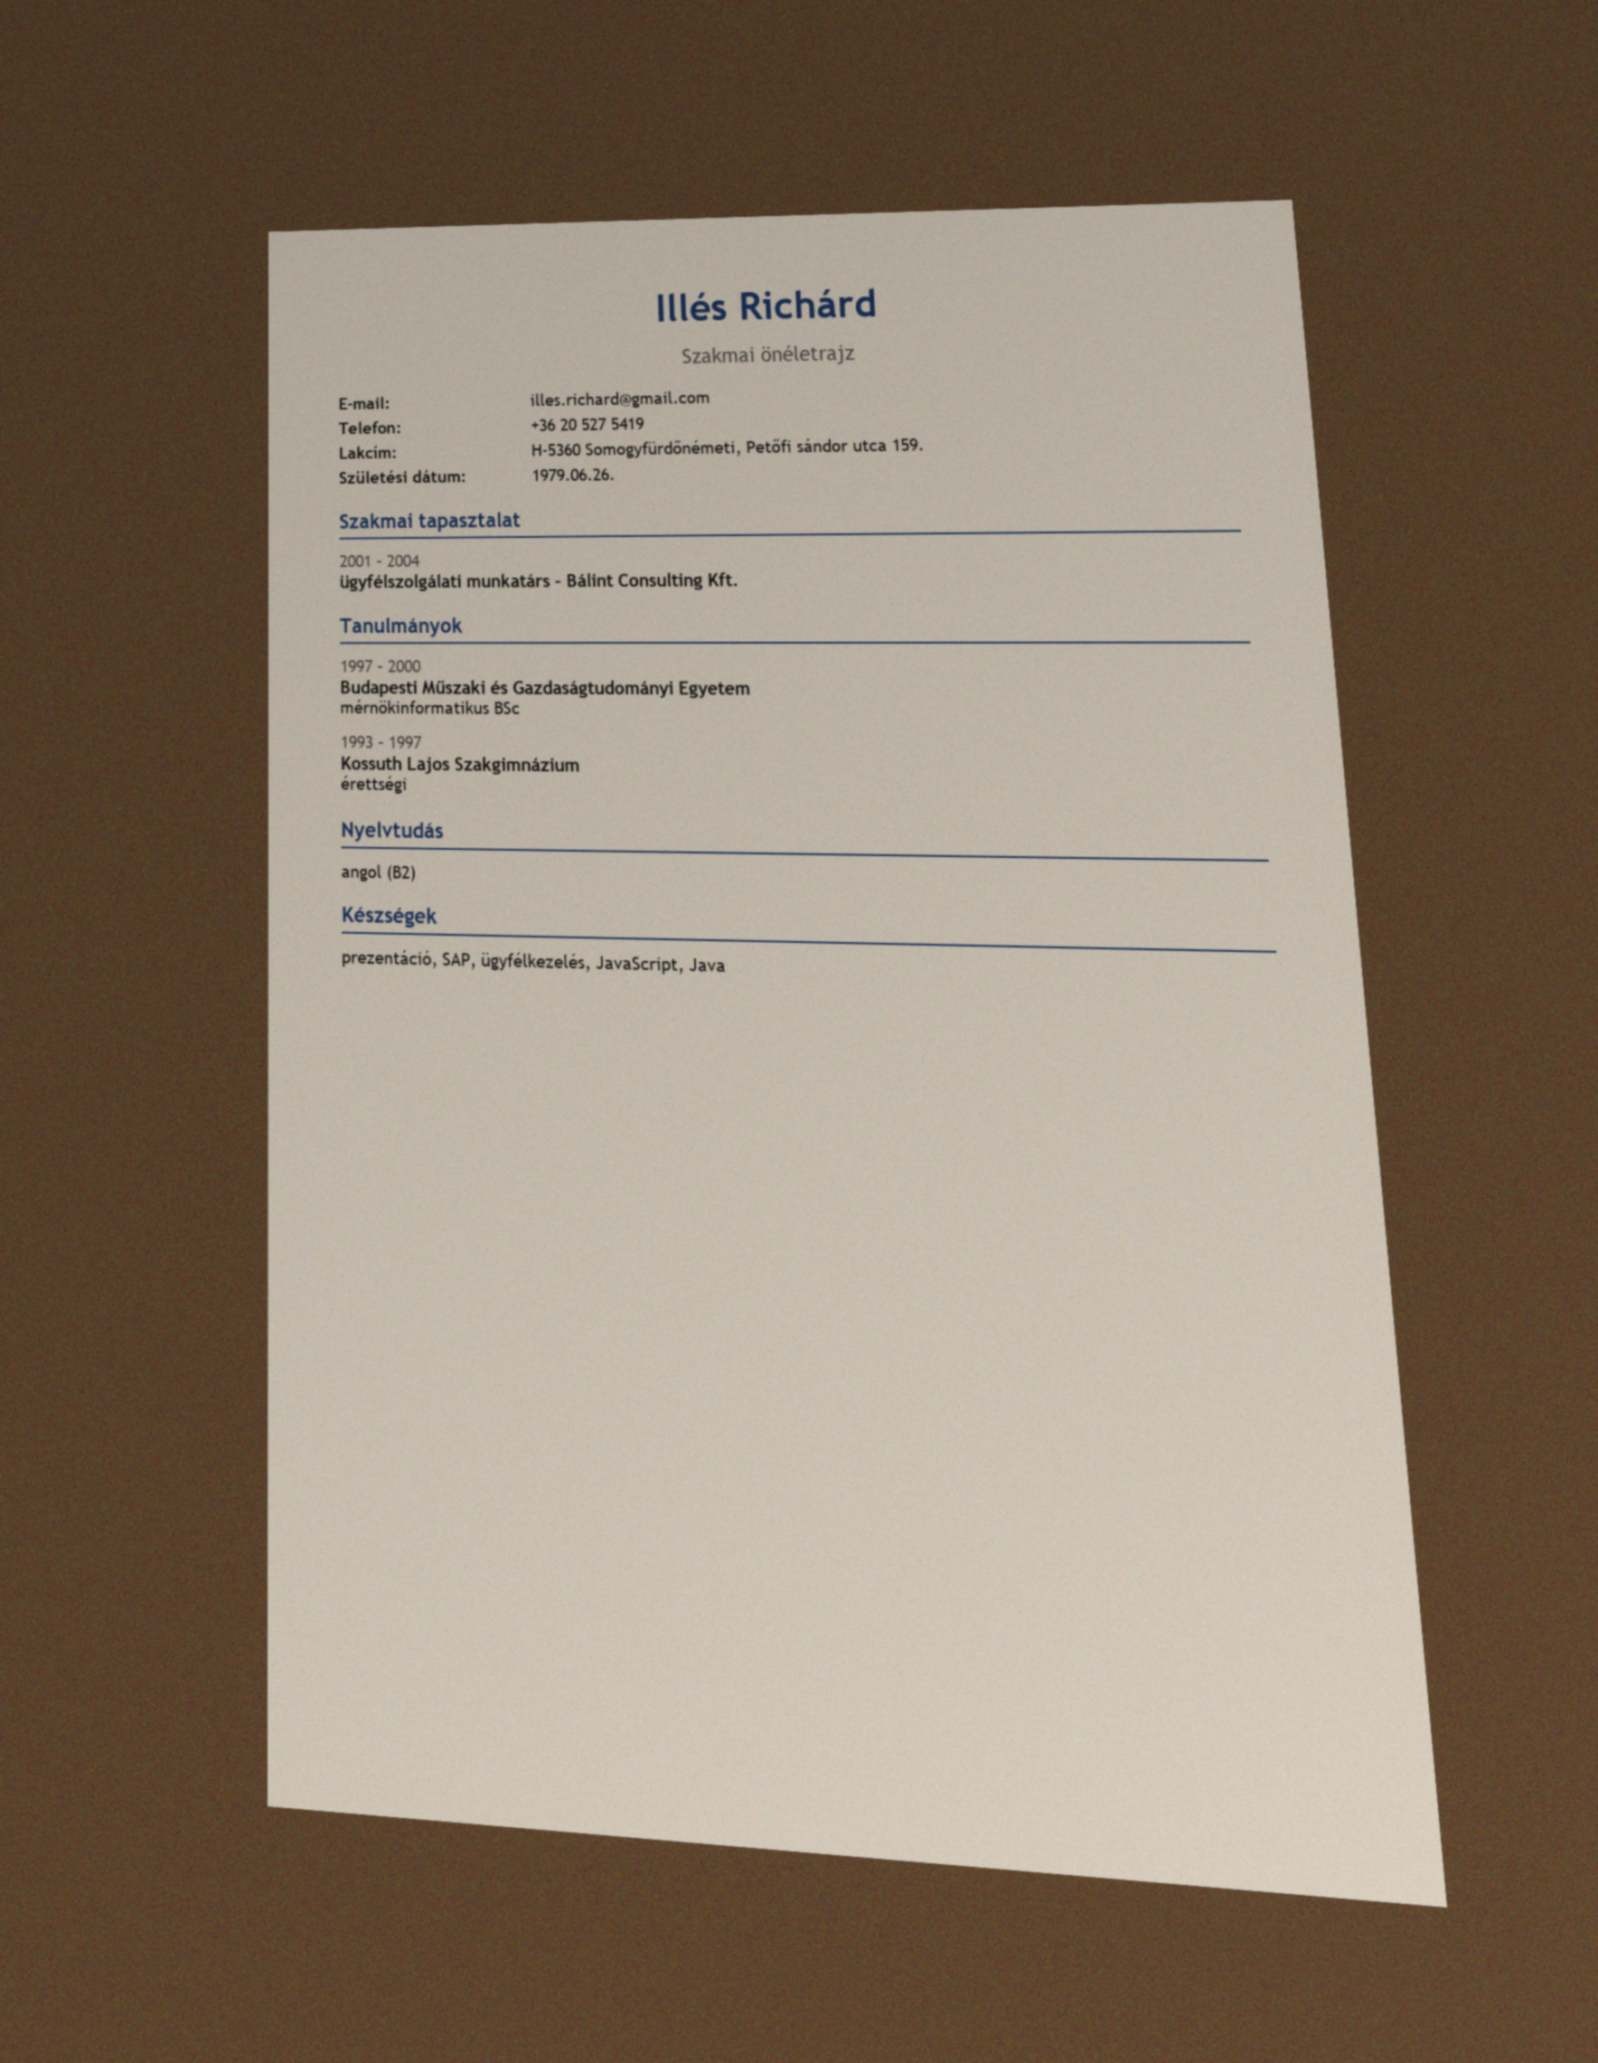 Illés Richárd
Szakmai önéletrajz
E-mail: illes.richard@gmail.com
Telefon: +36 20 527 5419
Lakcím: H-5360 Somogyfürdőnémeti, Petőfi sándor utca 159.
Születési dátum: 1979.06.26.
Szakmai tapasztalat
2001 - 2004
ügyfélszolgálati munkatárs - Bálint Consulting Kft.
Tanulmányok
1997 - 2000
Budapesti Műszaki és Gazdaságtudományi Egyetem
mérnökinformatikus BSc
1993 - 1997
Kossuth Lajos Szakgimnázium
érettségi
Nyelvtudás
angol (B2)
Készségek
prezentáció, SAP, ügyfélkezelés, JavaScript, Java